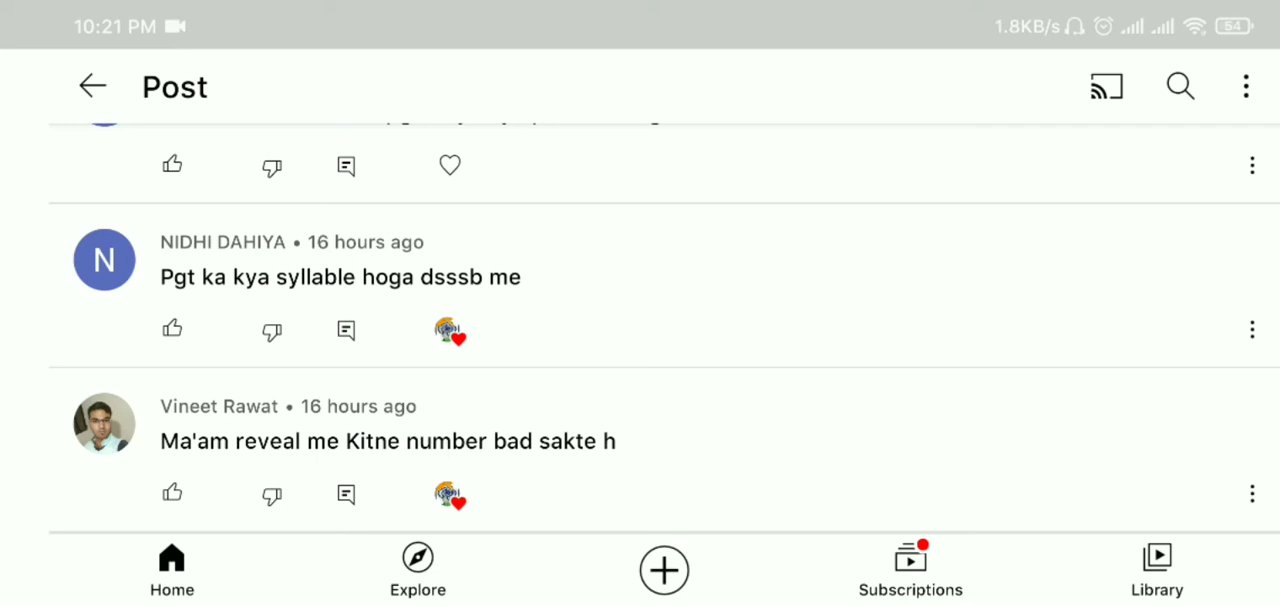 10:21 PM
1.8KB/s
54
Post
NIDHI DAHIYA • 16 hours ago
Pgt ka kya syllable hoga dsssb me
Vineet Rawat • 16 hours ago
Ma'am reveal me Kitne number bad sakte h
Home
Explore
Subscriptions
Library